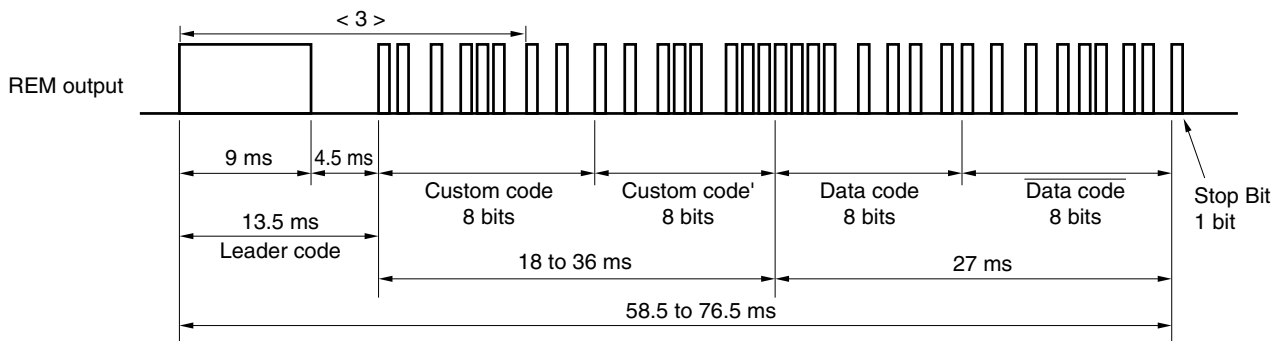 < 3 >
REM output
9 ms
4.5 ms
Custom code
8 bits
Custom code'
8 bits
Data code
8 bits
Data code
8 bits
Stop Bit
1 bit
13.5 ms
Leader code
18 to 36 ms
27 ms
58.5 to 76.5 ms